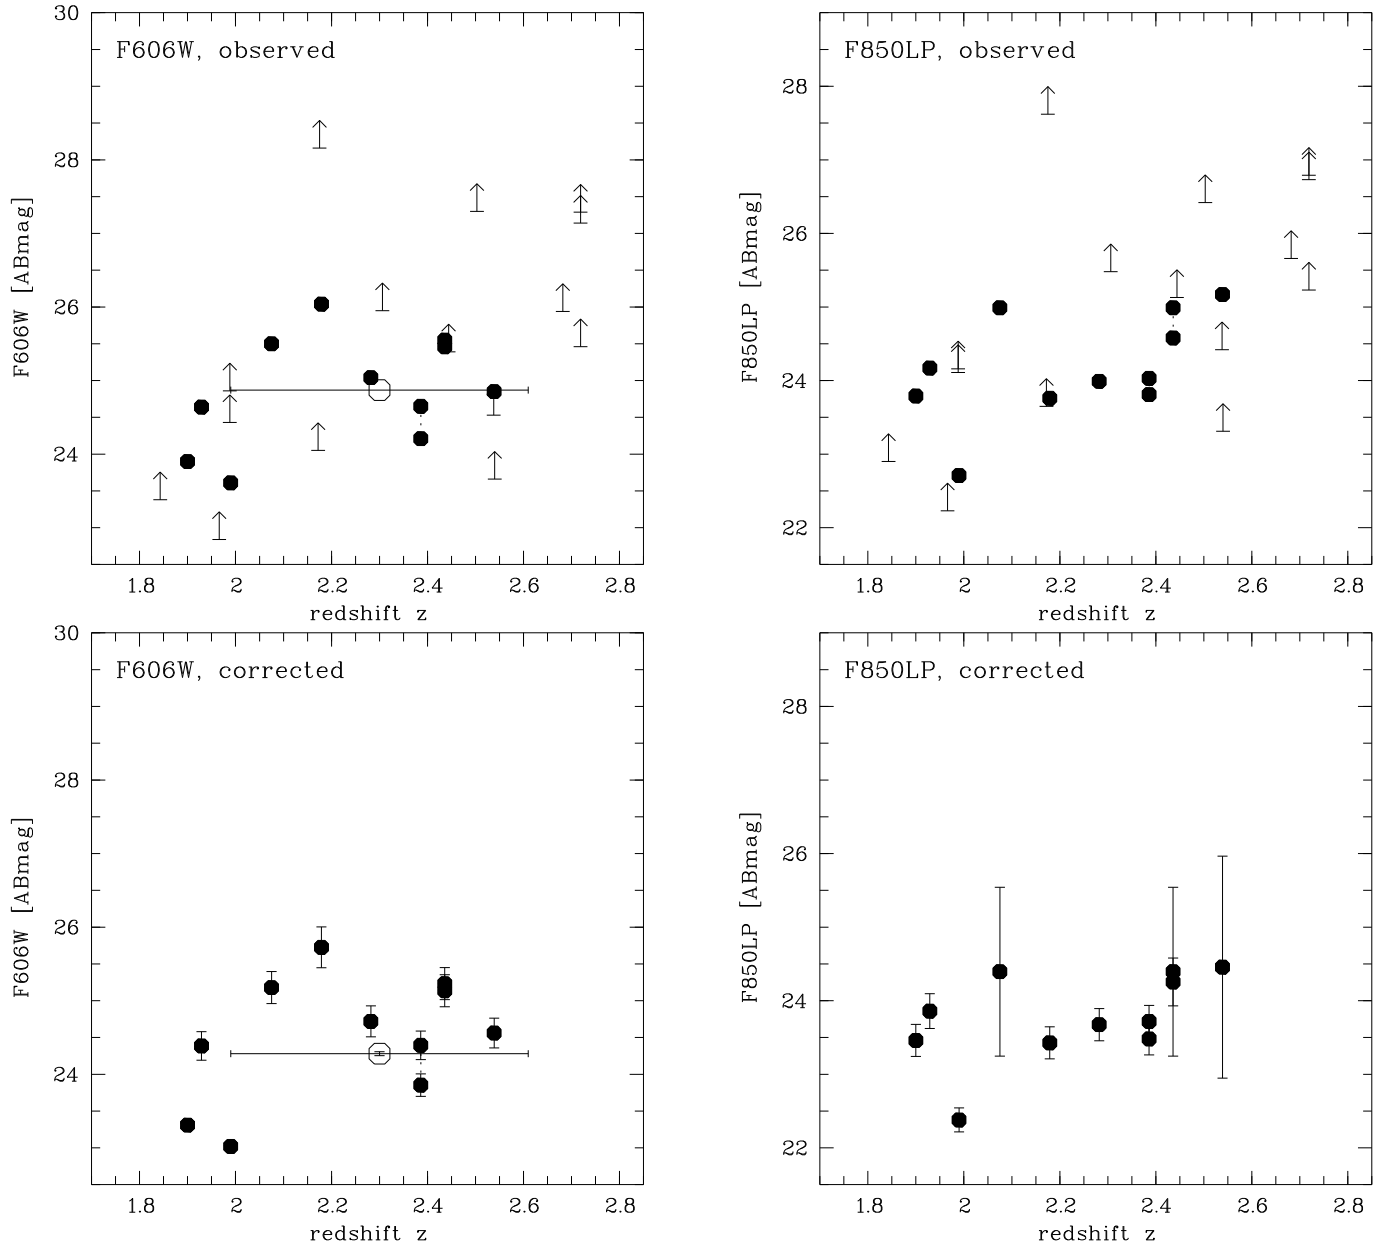 F606W, observed
30
28
26
24
F606W [ABmag]
1.8 2 2.2 2.4 2.6 2.8
redshift z
F850LP, observed
28
26
24
22
F850LP [ABmag]
1.8 2 2.2 2.4 2.6 2.8
redshift z
F606W, corrected
30
28
26
24
F606W [ABmag]
1.8 2 2.2 2.4 2.6 2.8
redshift z
F850LP, corrected
28
26
24
22
F850LP [ABmag]
1.8 2 2.2 2.4 2.6 2.8
redshift z